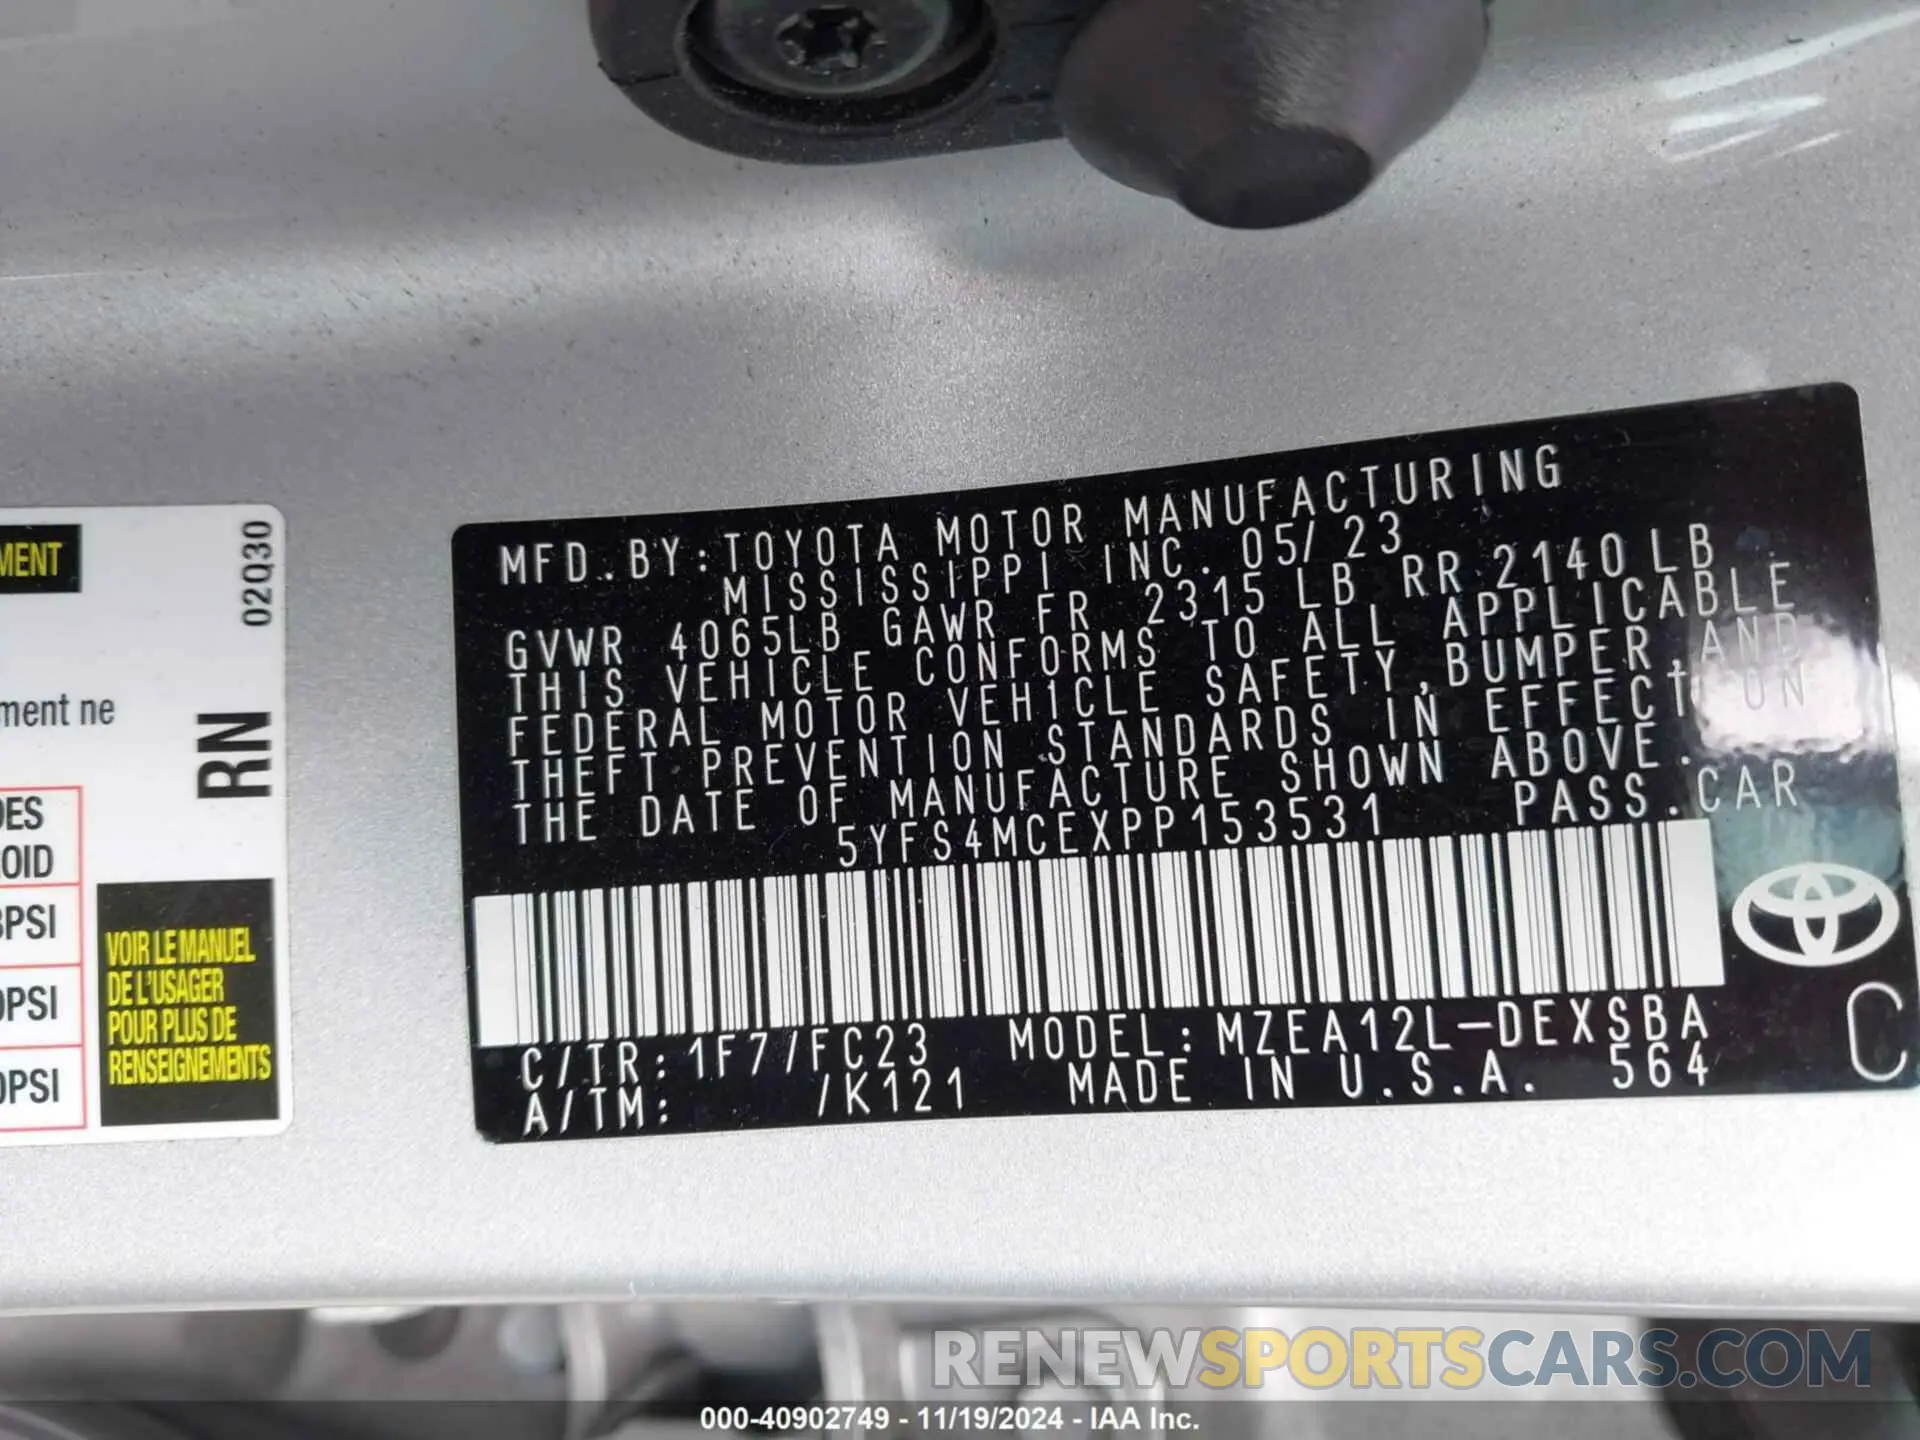 MENT
02Q30
ment ne
RN
DES
OID
PSI
PSI
PSI
VOIR LE MANUEL
DE L'USAGER
POUR PLUS DE
RENSEIGNEMENTS
MFD. BY: TOYOTA MOTOR MANUFACTURING
MISSISSIPPI INC. 05/23
GVWR 4065LB GAWR FR 2315 LB RR 2140 LB
THIS VEHICLE CONFORMS TO ALL APPLICABLE
FEDERAL MOTOR VEHICLE SAFETY, BUMPER, AND
THEFT PREVENTION STANDARDS IN EFFECT ON
THE DATE OF MANUFACTURE SHOWN ABOVE.
5YFS4MCEXPP153531 PASS. CAR
C/TR: 1F7/FC23 MODEL: MZEA12L-DEXSBA
A/TM: /K121 MADE IN U.S.A. 564
C
RENEWSPORTSCARS.COM
000-40902749 - 11/19/2024 - IAA Inc.